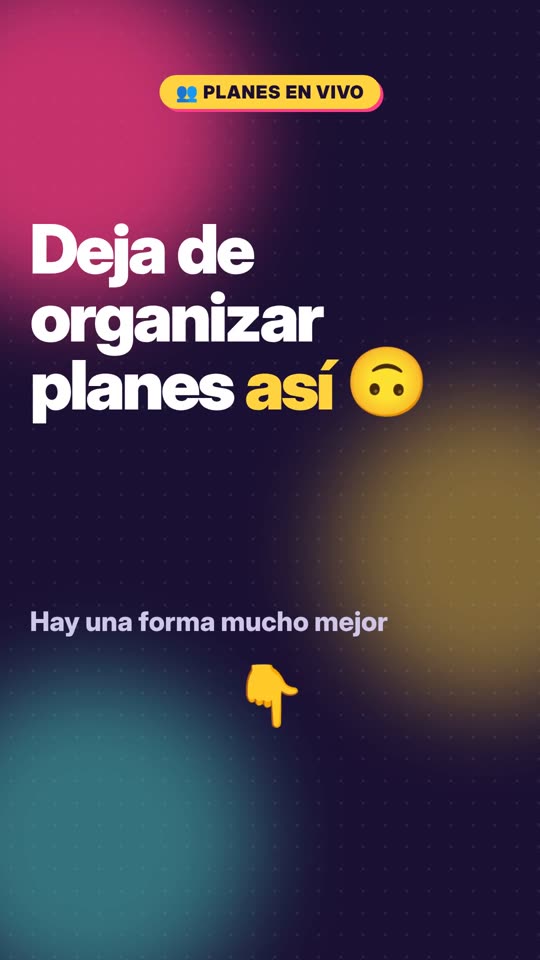 👥 PLANES EN VIVO
Deja de
organizar
planes así 🙃
Hay una forma mucho mejor
👇